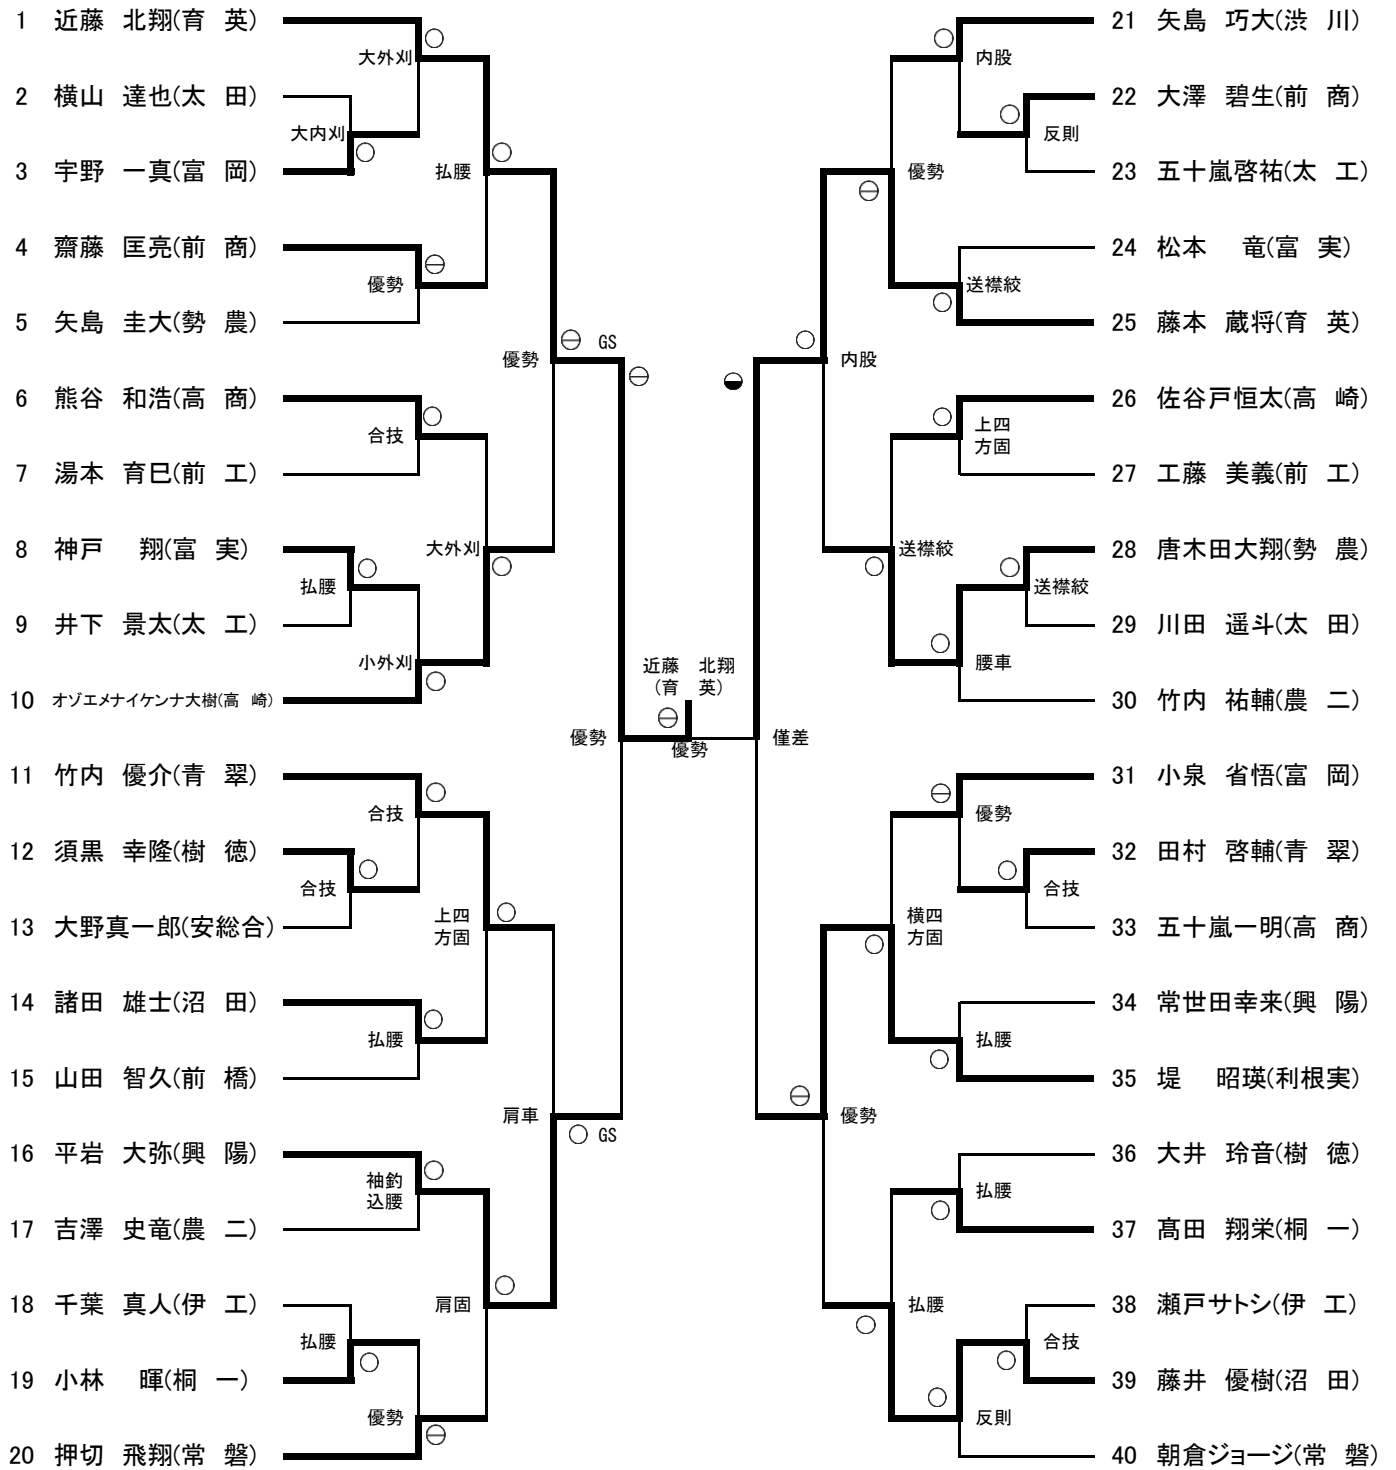 1 近藤 北翔(育 英)
大外刈
2 横山 達也(太 田)
大内刈
3 宇野 一真(富 岡)
払腰
4 齋藤 匡亮(前 商)
優勢
5 矢島 圭大(勢 農)
優勢 GS
6 熊谷 和浩(高 商)
合技
7 湯本 育巳(前 工)
8 神戸 翔(富 実)
大外刈
払腰
9 井下 景太(太 工)
小外刈
10 オゾエメナイケンナ大樹(高 崎)
優勢
11 竹内 優介(青 翠)
合技
12 須黒 幸隆(樹 徳)
合技
13 大野真一郎(安総合)
上四
方固
14 諸田 雄士(沼 田)
払腰
15 山田 智久(前 橋)
肩車
GS
16 平岩 大弥(興 陽)
袖釣
込腰
17 吉澤 史竜(農 二)
18 千葉 真人(伊 工)
肩固
払腰
19 小林 暉(桐 一)
優勢
20 押切 飛翔(常 磐)
近藤 北翔
(育 英)
優勢
21 矢島 巧大(渋 川)
内股
22 大澤 碧生(前 商)
反則
23 五十嵐啓祐(太 工)
優勢
24 松本 竜(富 実)
送襟絞
25 藤本 蔵将(育 英)
内股
26 佐谷戸恒太(高 崎)
上四
方固
27 工藤 美義(前 工)
28 唐木田大翔(勢 農)
送襟絞
送襟絞
29 川田 遥斗(太 田)
腰車
30 竹内 祐輔(農 二)
僅差
31 小泉 省悟(富 岡)
優勢
32 田村 啓輔(青 翠)
合技
33 五十嵐一明(高 商)
横四
方固
34 常世田幸来(興 陽)
払腰
35 堤 昭瑛(利根実)
優勢
36 大井 玲音(樹 徳)
払腰
37 髙田 翔栄(桐 一)
38 瀬戸サトシ(伊 工)
払腰
合技
39 藤井 優樹(沼 田)
反則
40 朝倉ジョージ(常 磐)